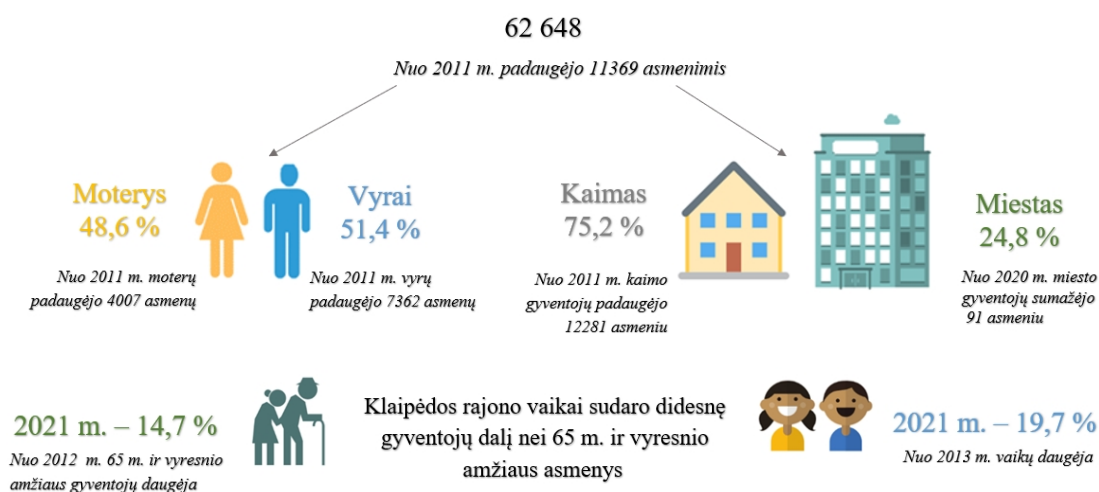 62 648
Nuo 2011 m. padaugėjo 11369 asmenimis
Moterys
48,6 %
Nuo 2011 m. moterų
padaugėjo 4007 asmenų
Vyrai
51,4 %
Nuo 2011 m. vyrų
padaugėjo 7362 asmenų
Kaimas
75,2 %
Nuo 2011 m. kaimo
gyventojų padaugėjo
12281 asmeniu
Miestas
24,8 %
Nuo 2020 m. miesto
gyventojų sumažėjo
91 asmeniu
2021 m. – 14,7 %
Nuo 2012 m. 65 m. ir vyresnio
amžiaus gyventojų daugėja
Klaipėdos rajono vaikai sudaro didesnę
gyventojų dalį nei 65 m. ir vyresnio
amžiaus asmenys
2021 m. – 19,7 %
Nuo 2013 m. vaikų daugėja